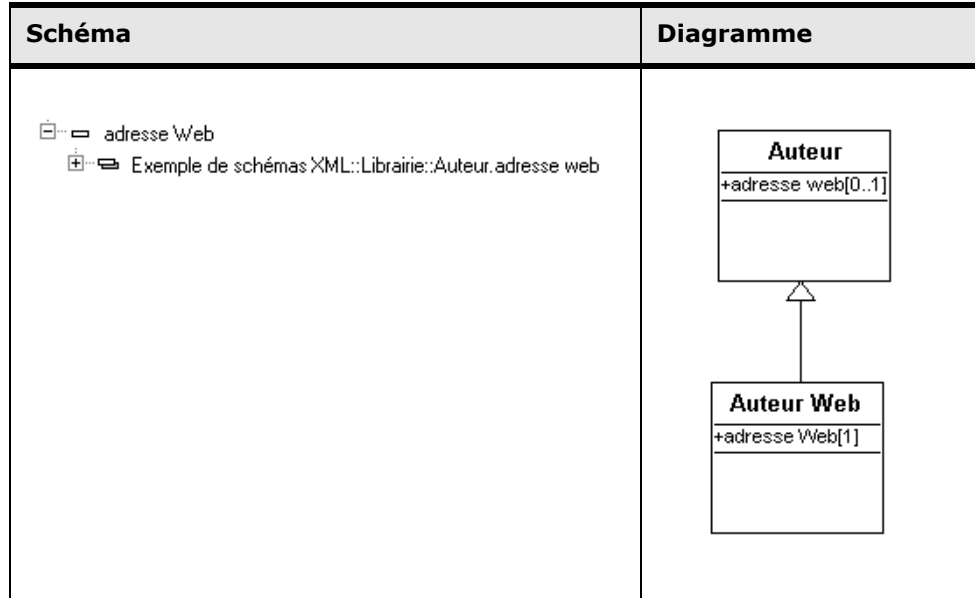 Schéma
Diagramme
adresse Web
Exemple de schémas XML::Librairie::Auteur.adresse web
Auteur
+adresse web[0..1]
Auteur Web
+adresse Web[1]